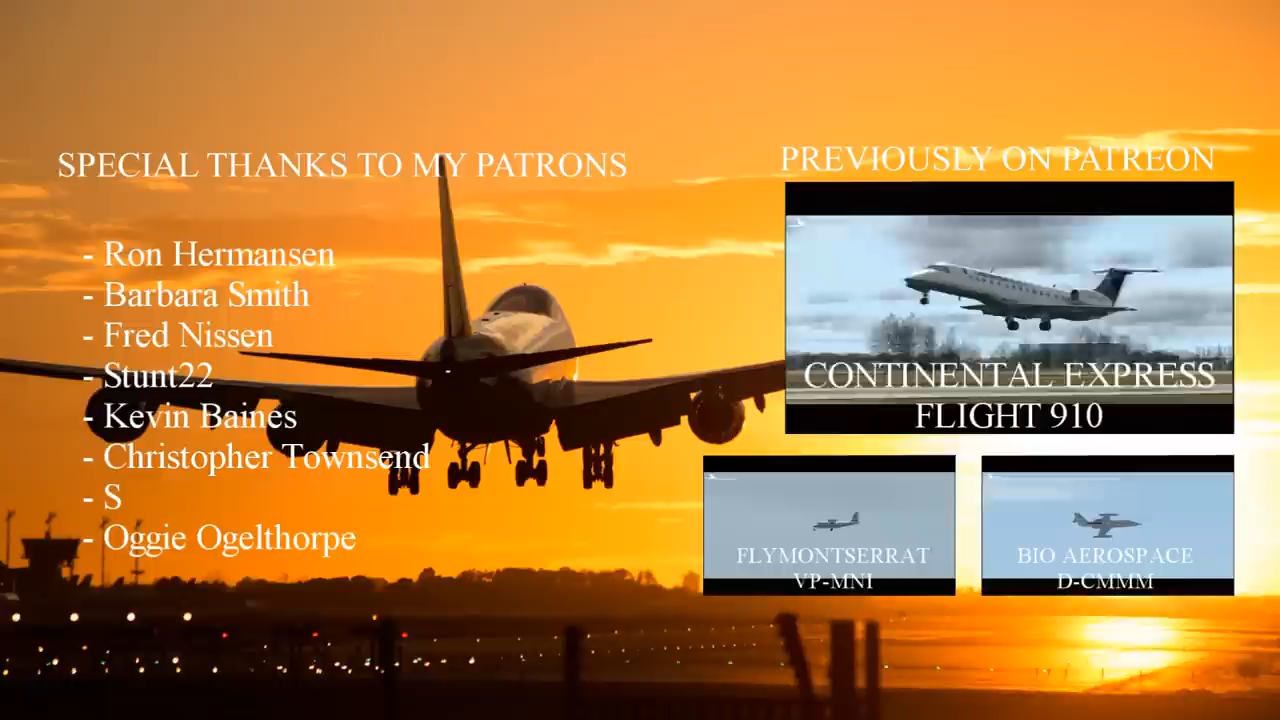 SPECIAL THANKS TO MY PATRONS
- Ron Hermansen
- Barbara Smith
- Fred Nissen
- Stunt22
- Kevin Baines
- Christopher Townsend
- S
- Oggie Ogelthorpe
PREVIOUSLY ON PATREON
CONTINENTAL EXPRESS
FLIGHT 910
FLYMONTSERRAT
VP-MNI
BIO AEROSPACE
D-CMMM